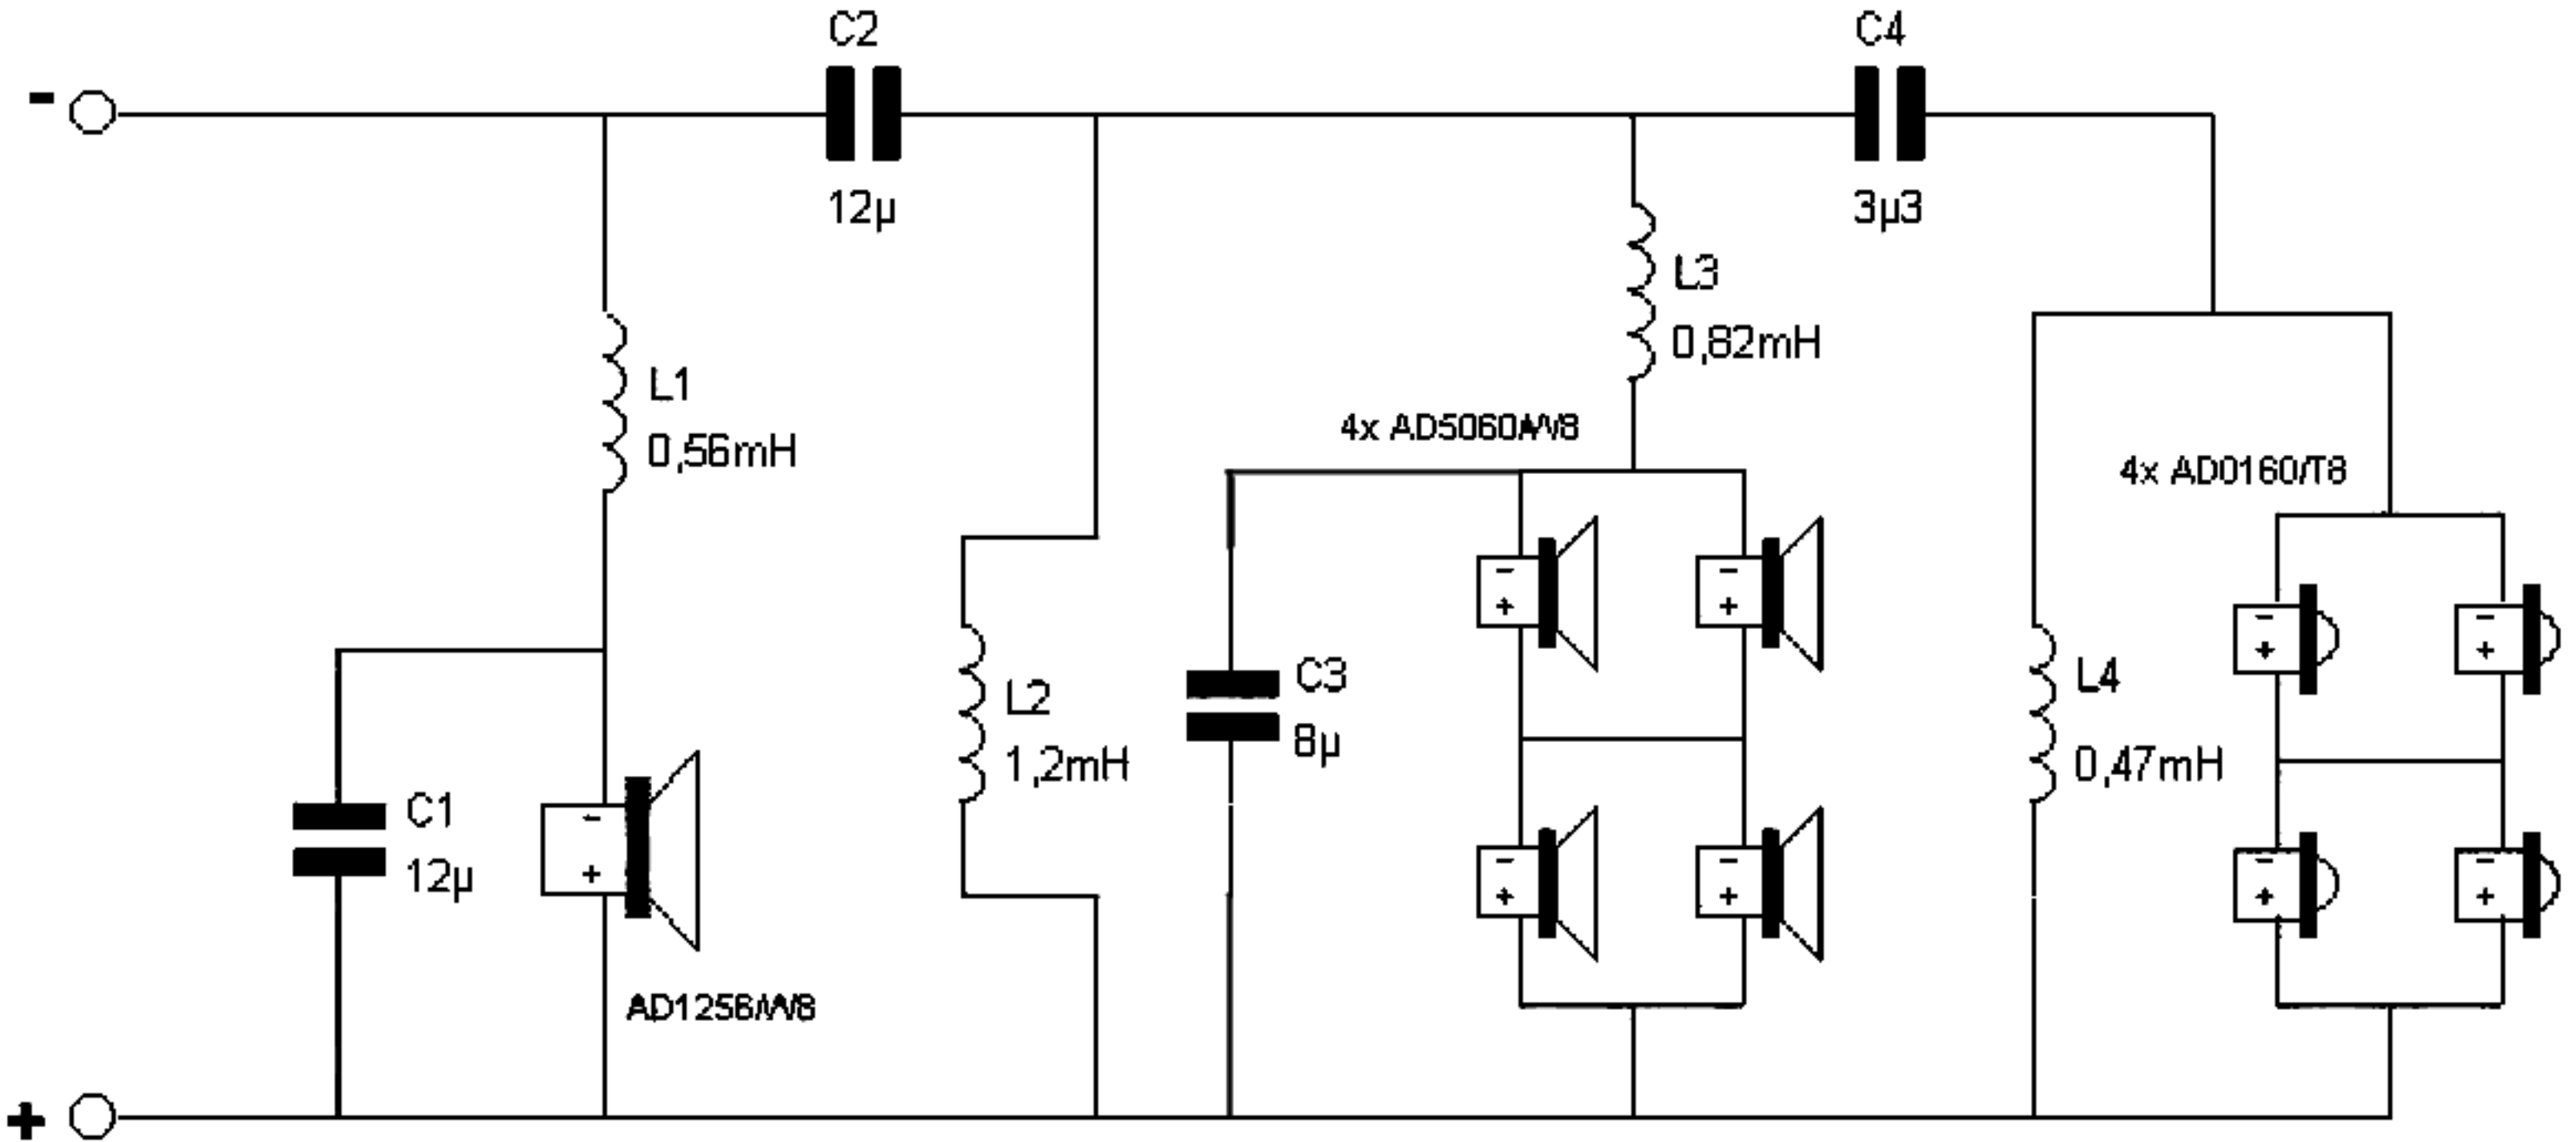 C2
C4
-
12µ
3µ3
L3
0,82mH
L1
0,56mH
4x AD5060/W8
4x AD0160/T8
-
+
-
+
-
+
-
+
L2
1,2mH
C3
8µ
L4
0,47mH
C1
12µ
-
+
-
+
-
+
-
+
-
+
AD1256/W8
+